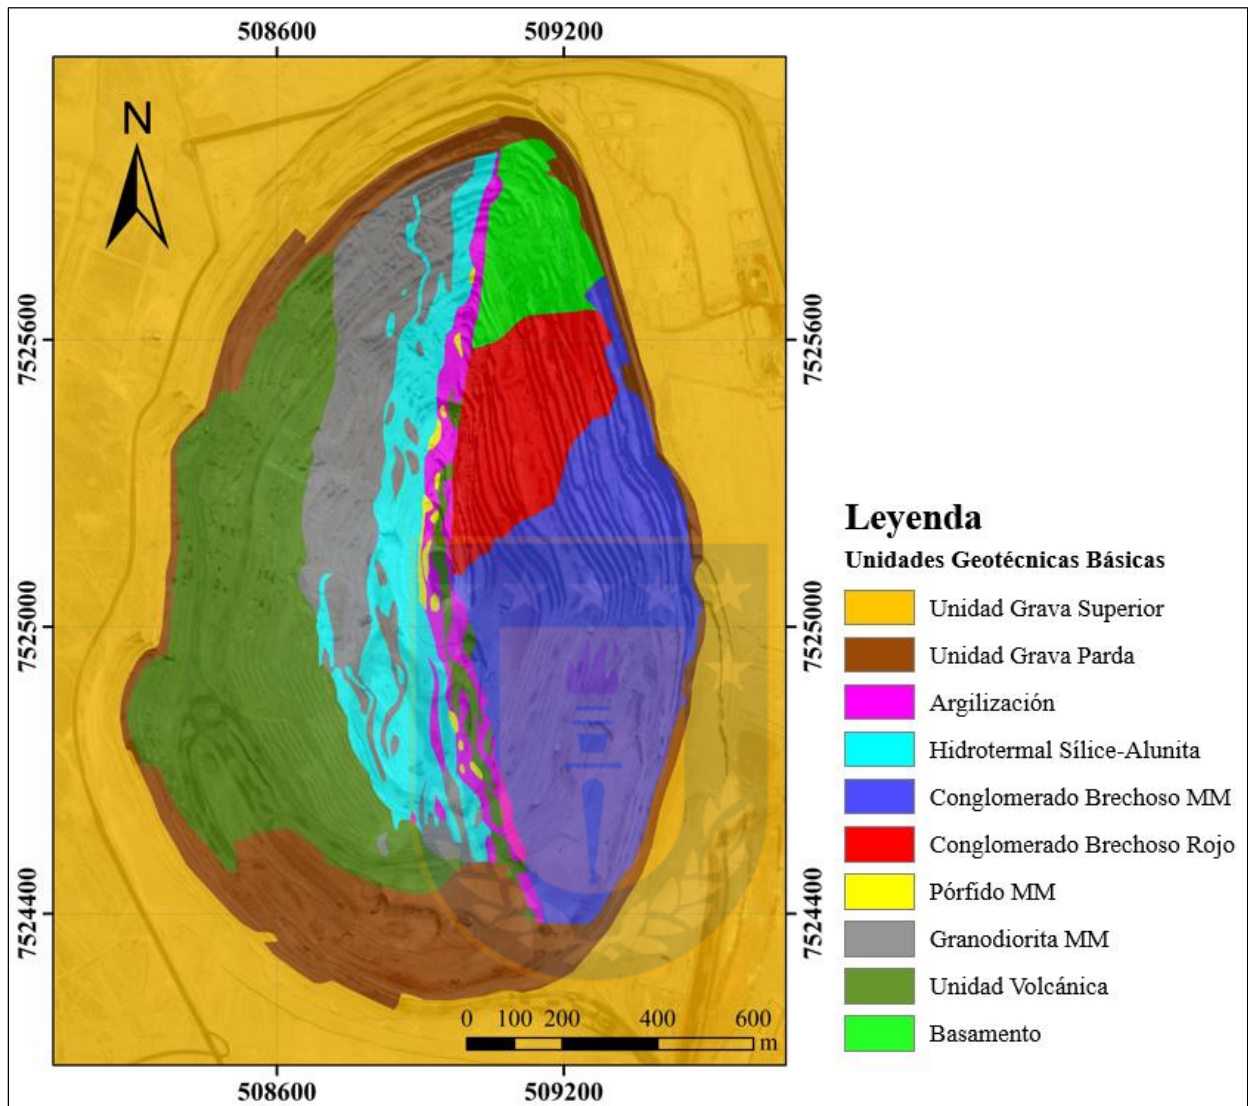 508600 509200
N
7525600 7525600
7525000 7525000
7524400 7524400
0 100 200 400 600
m
508600 509200
Leyenda
Unidades Geotécnicas Básicas
Unidad Grava Superior
Unidad Grava Parda
Argilización
Hidrotermal Sílice-Alunita
Conglomerado Brechoso MM
Conglomerado Brechoso Rojo
Pórfido MM
Granodiorita MM
Unidad Volcánica
Basamento